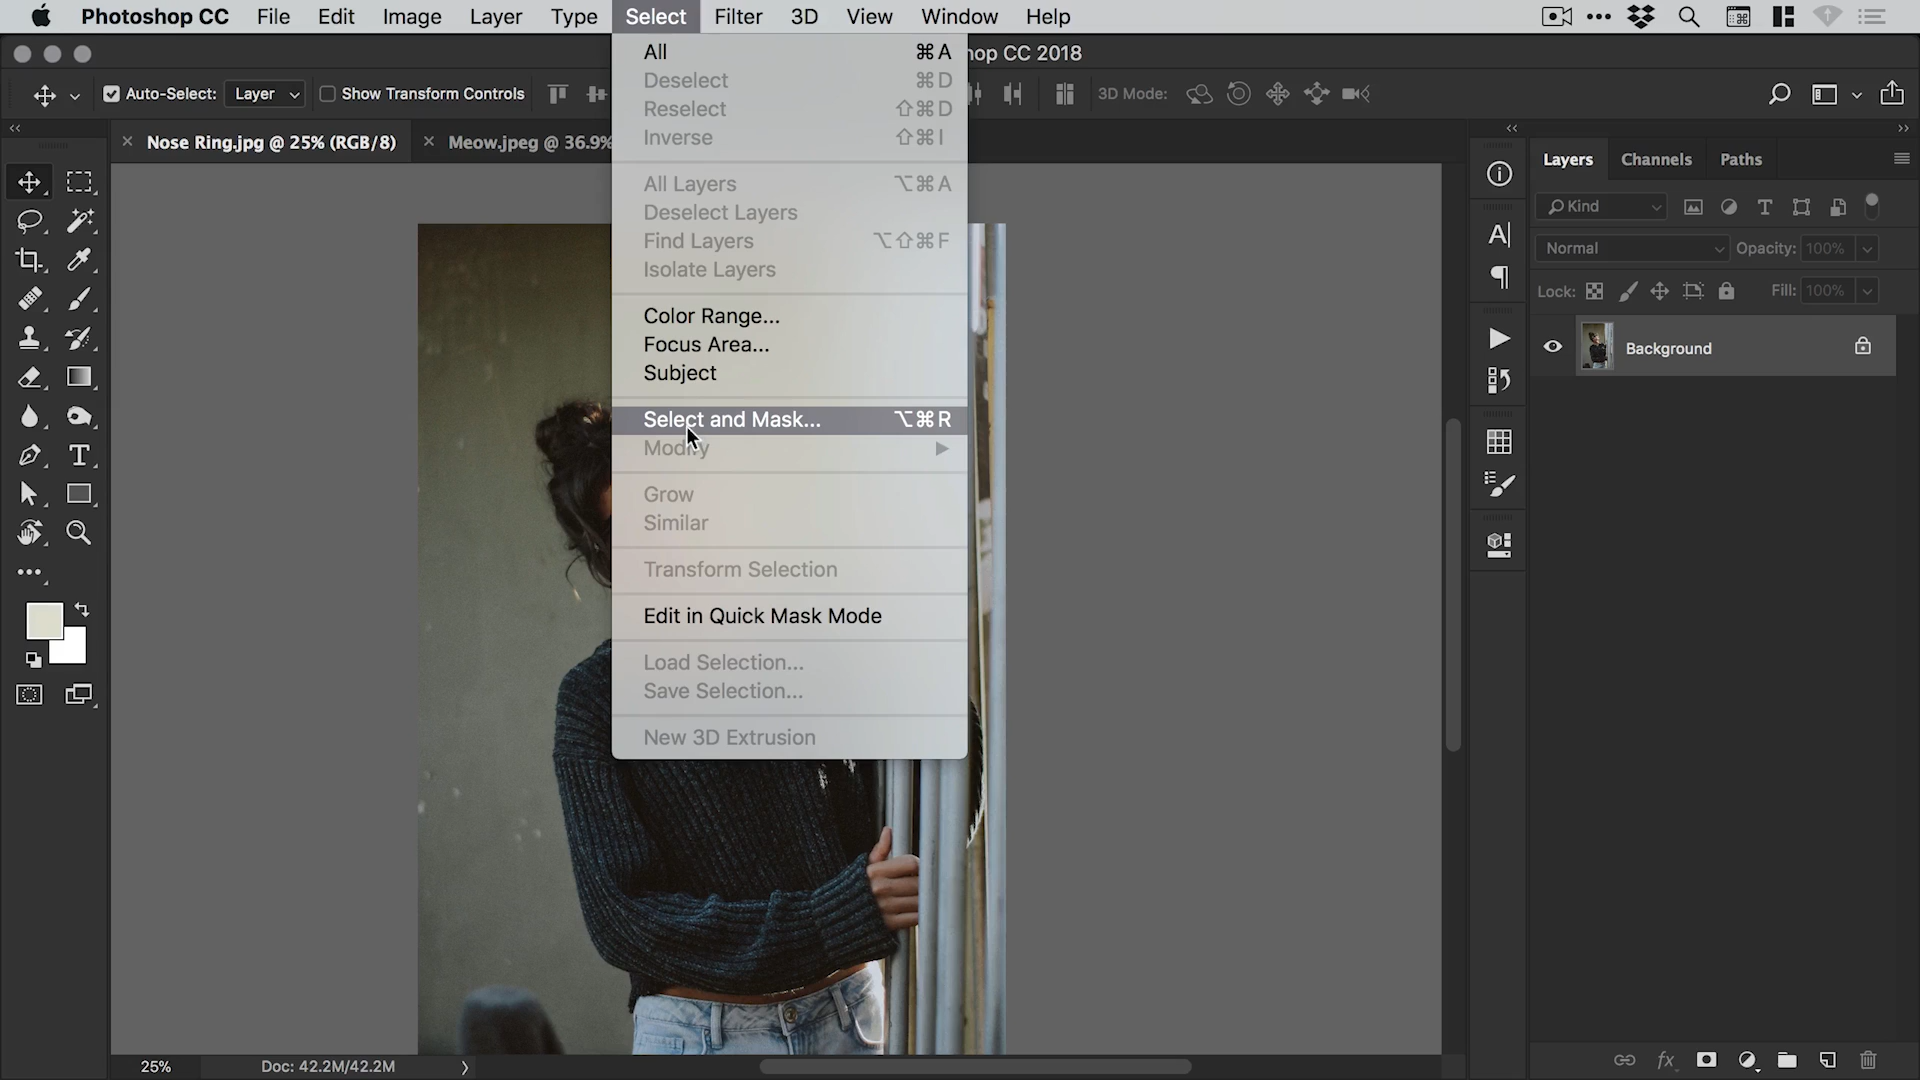 Photoshop CC File Edit Image Layer Type Select Filter 3D View Window Help
hop CC 2018
Auto-Select: Layer Show Transform Controls 3D Mode:
× Nose Ring.jpg @ 25% (RGB/8) × Meow.jpeg @ 36.9%
All ⌘A
Deselect ⌘D
Reselect ⇧⌘D
Inverse ⇧⌘I
All Layers ⌥⌘A
Deselect Layers
Find Layers ⌥⇧⌘F
Isolate Layers
Color Range...
Focus Area...
Subject
Select and Mask... ⌥⌘R
Modify
Grow
Similar
Transform Selection
Edit in Quick Mask Mode
Load Selection...
Save Selection...
New 3D Extrusion
Layers Channels Paths
Kind
Normal Opacity: 100%
Lock: Fill: 100%
Background
25% Doc: 42.2M/42.2M